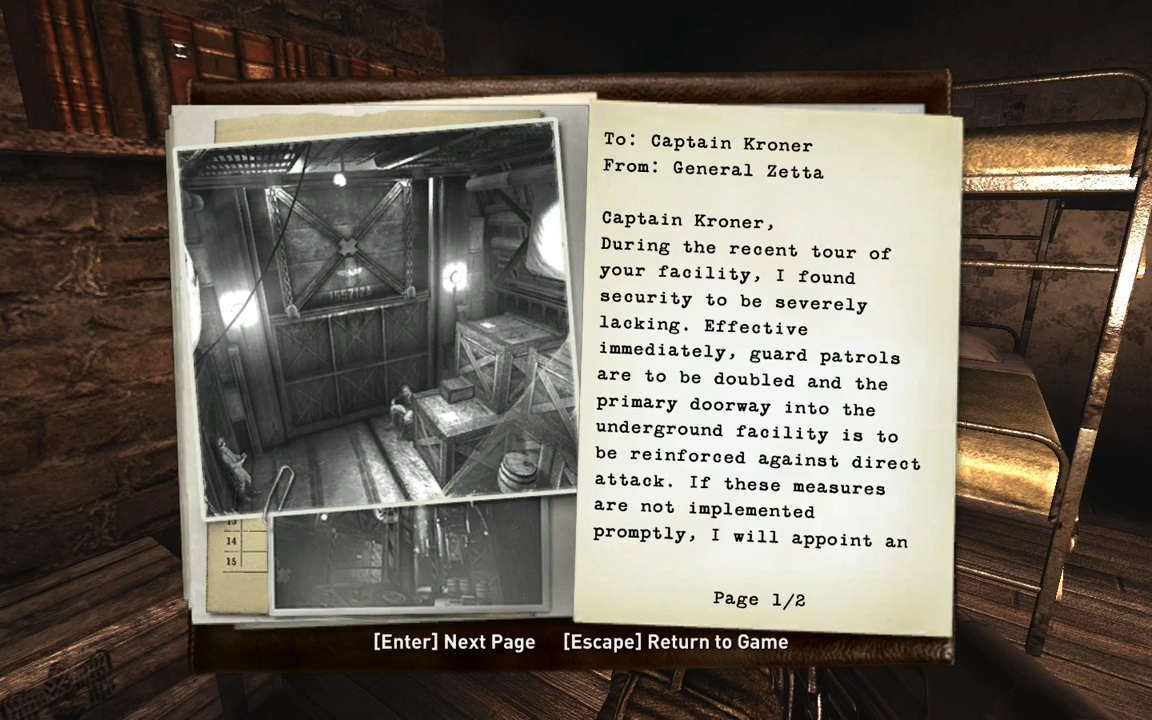 To: Captain Kroner
From: General Zetta
Captain Kroner,
During the recent tour of
your facility, I found
security to be severely
lacking. Effective
immediately, guard patrols
are to be doubled and the
primary doorway into the
underground facility is to
be reinforced against direct
attack. If these measures
are not implemented
promptly, I will appoint an
Page 1/2
14
15
[Enter] Next Page [Escape] Return to Game